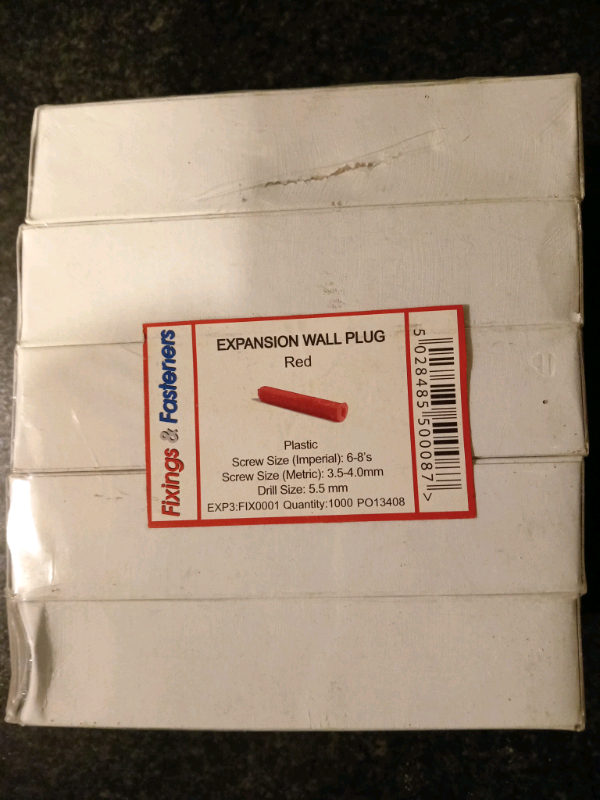 Fixings & Fasteners
EXPANSION WALL PLUG
Red
Plastic
Screw Size (Imperial): 6-8's
Screw Size (Metric): 3.5-4.0mm
Drill Size: 5.5 mm
EXP3:FIX0001 Quantity:1000 PO13408
5 028485 500087 >